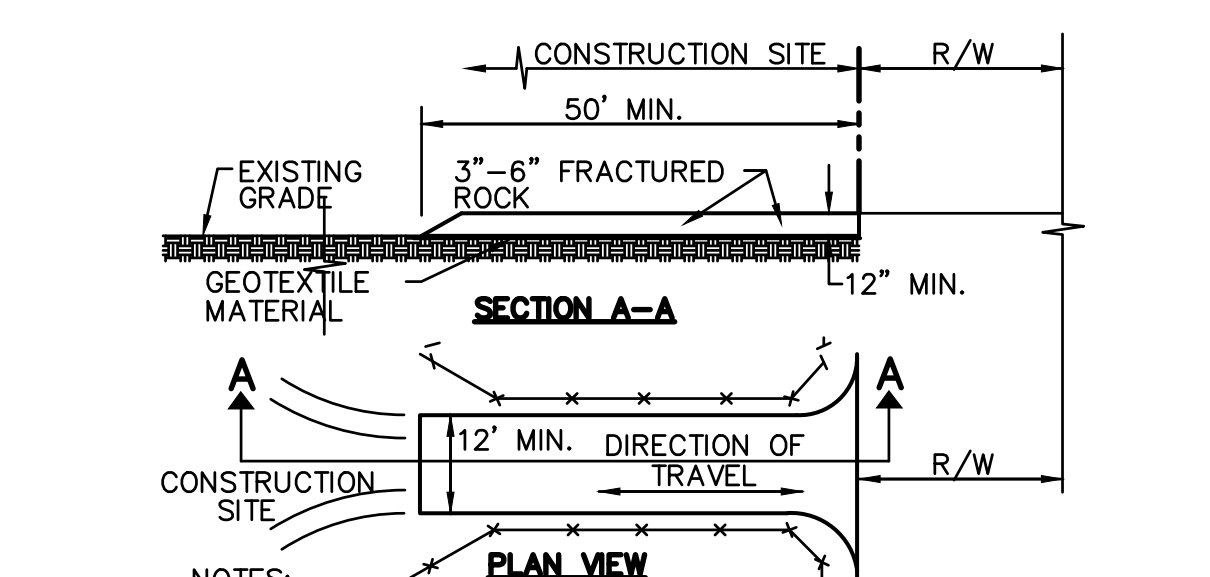 CONSTRUCTION SITE
R/W
50' MIN.
EXISTING
GRADE
3"-6" FRACTURED
ROCK
GEOTEXTILE
MATERIAL
12" MIN.
SECTION A-A
A
A
12' MIN.
DIRECTION OF
TRAVEL
R/W
CONSTRUCTION
SITE
PLAN VIEW
NOTES: